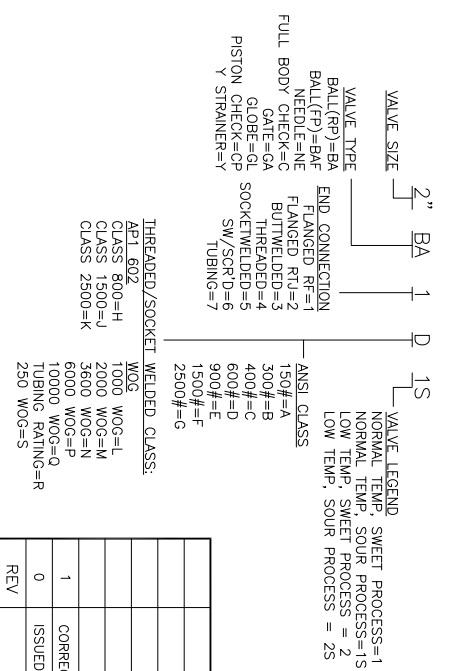 2" BA 1 D 1S
VALVE SIZE
VALVE TYPE
BALL(RP)=BA
BALL(FP)=BAF
NEEDLE=NE
FULL BODY CHECK=C
GATE=GA
GLOBE=GL
PISTON CHECK=CP
Y STRAINER=Y
END CONNECTION
FLANGED RF=1
FLANGED RTJ=2
BUTTWELDED=3
THREADED=4
SOCKETWELDED=5
SW/SCR'D=6
TUBING=7
ANSI CLASS
150#=A
300#=B
400#=C
600#=D
900#=E
1500#=F
2500#=G
VALVE LEGEND
NORMAL TEMP, SWEET PROCESS=1
NORMAL TEMP, SOUR PROCESS=1S
LOW TEMP, SWEET PROCESS = 2
LOW TEMP, SOUR PROCESS = 2S
THREADED/SOCKET WELDED CLASS:
AP1 602
CLASS 800=H
CLASS 1500=J
CLASS 2500=K
WOG
1000 WOG=L
2000 WOG=M
3600 WOG=N
6000 WOG=P
10000 WOG=Q
TUBING RATING=R
250 WOG=S
1 CORREC
0 ISSUED
REV